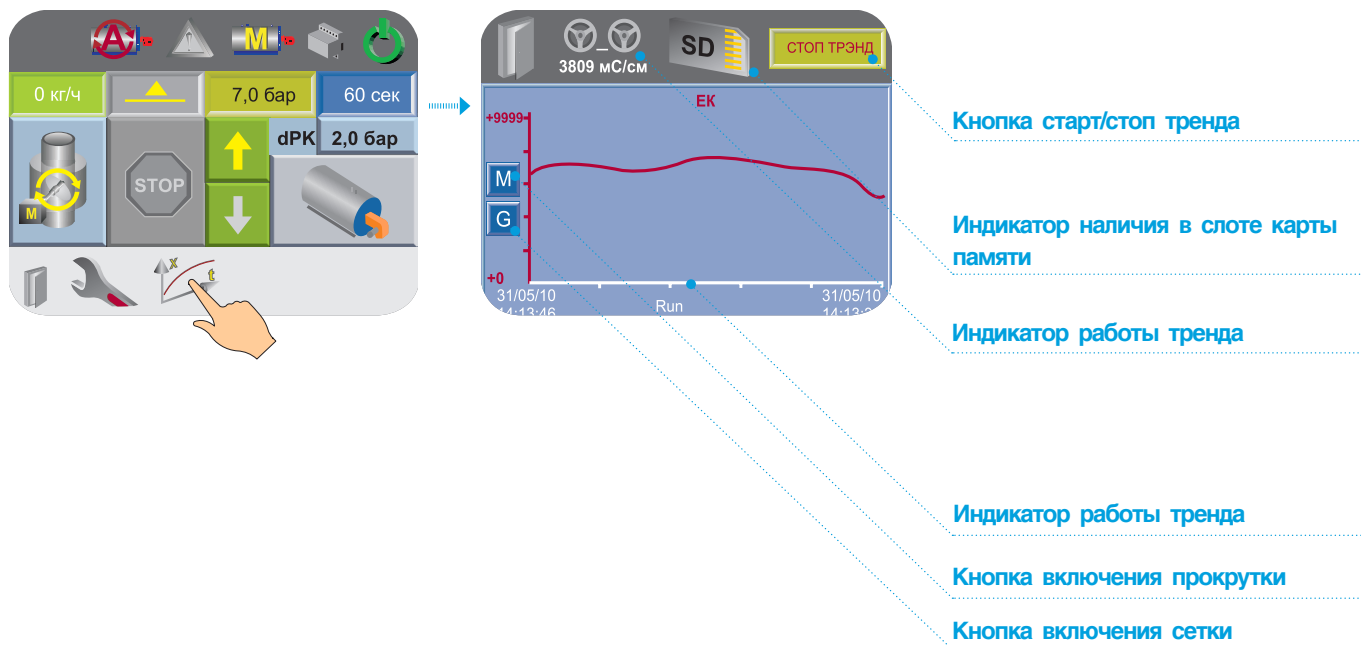 A M
0 кг/ч 7,0 бар 60 сек
dPK 2,0 бар
STOP
M
x
t
3809 мС/см
SD
СТОП ТРЭНД
ЕК
+9999
M
G
+0
31/05/10 31/05/10
14:13:46 Run
Кнопка старт/стоп тренда
Индикатор наличия в слоте карты
памяти
Индикатор работы тренда
Индикатор работы тренда
Кнопка включения прокрутки
Кнопка включения сетки